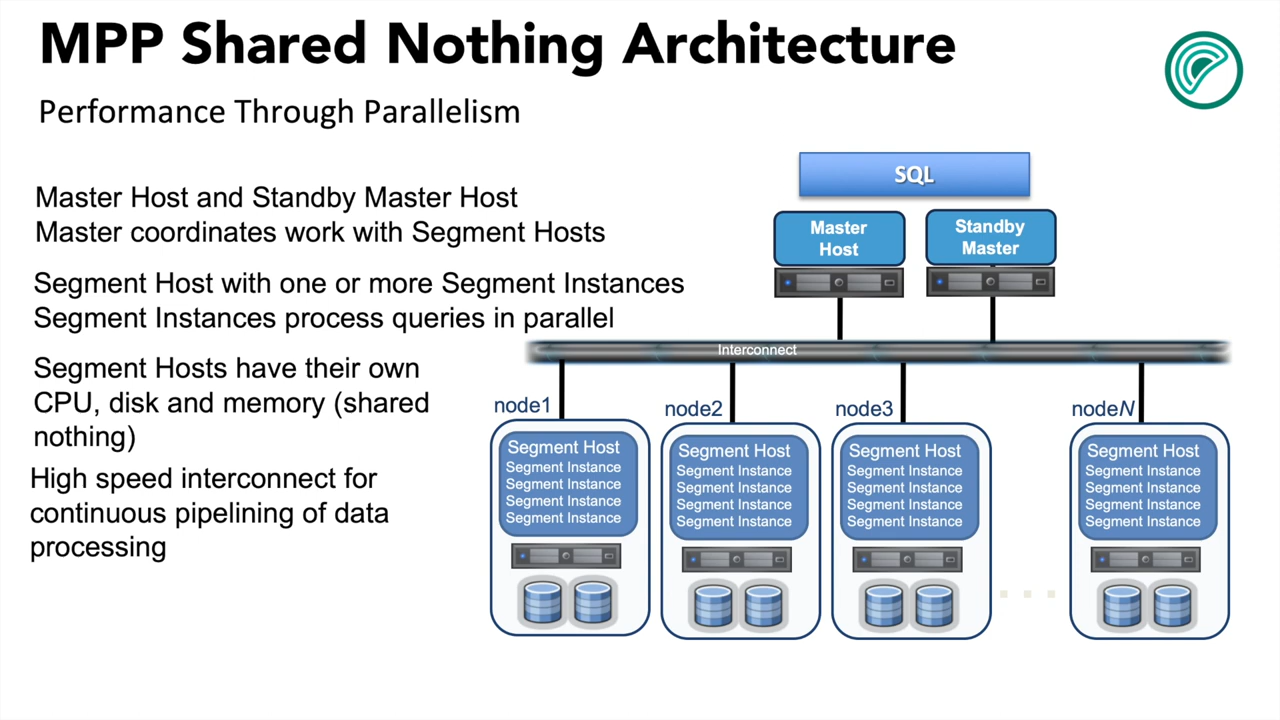 MPP Shared Nothing Architecture
Performance Through Parallelism
Master Host and Standby Master Host
Master coordinates work with Segment Hosts
Segment Host with one or more Segment Instances
Segment Instances process queries in parallel
Segment Hosts have their own
CPU, disk and memory (shared
nothing)
High speed interconnect for
continuous pipelining of data
processing
SQL
Master
Host
Standby
Master
Interconnect
node1
Segment Host
Segment Instance
Segment Instance
Segment Instance
Segment Instance
node2
Segment Host
Segment Instance
Segment Instance
Segment Instance
Segment Instance
node3
Segment Host
Segment Instance
Segment Instance
Segment Instance
Segment Instance
nodeN
Segment Host
Segment Instance
Segment Instance
Segment Instance
Segment Instance